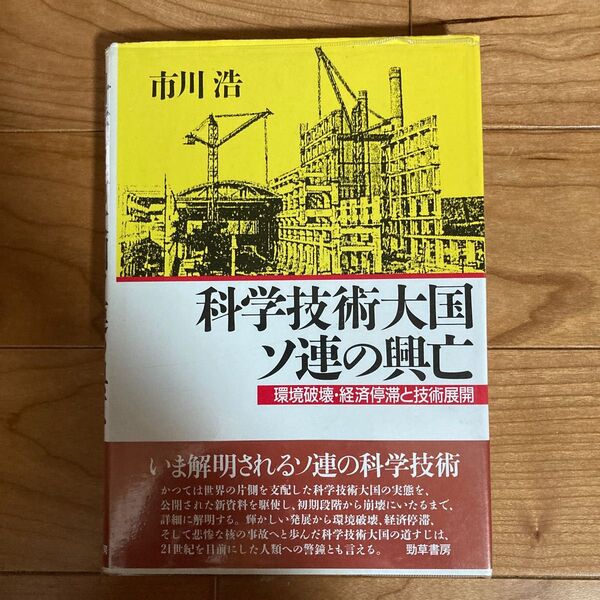 市川 浩
科学技術大国
ソ連の興亡
環境破壊・経済停滞と技術展開
いま解明されるソ連の科学技術
かつては世界の片側を支配した科学技術大国の実態を、
公開された新資料を駆使し、初期段階から崩壊にいたるまで、
詳細に解明する。輝かしい発展から環境破壊、経済停滞、
そして悲惨な核の事故へと歩んだ科学技術大国の道すじは、
21世紀を目前にした人類への警鐘とも言える。 勁草書房